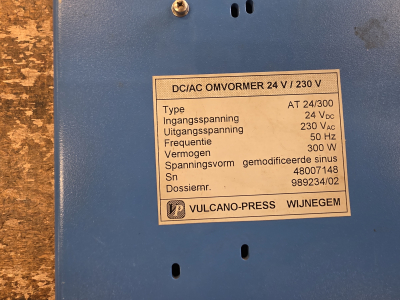 DC/AC OMVORMER 24 V / 230 V
Type AT 24/300
Ingangsspanning 24 VDC
Uitgangsspanning 230 VAC
Frequentie 50 Hz
Vermogen 300 W
Spanningsvorm gemodificeerde sinus
Sn 48007148
Dossiernr. 989234/02
VP VULCANO-PRESS WIJNEGEM